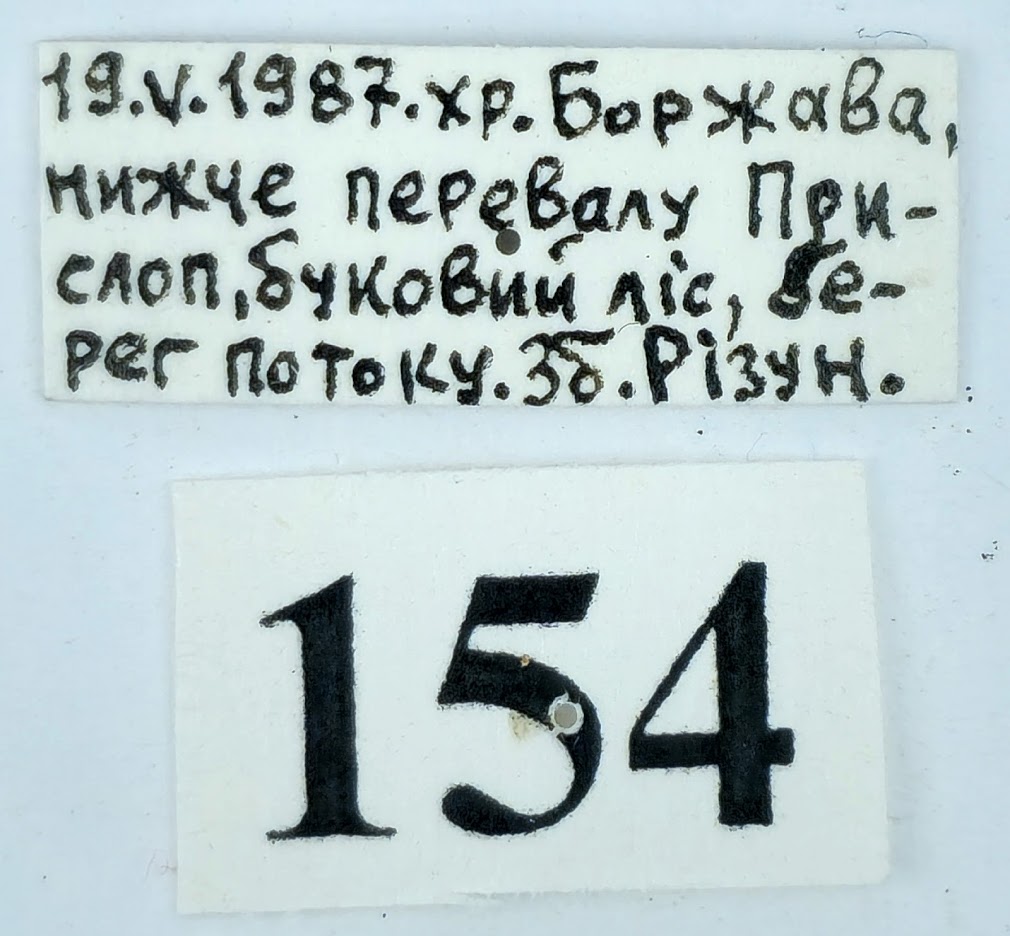 19.V.1987.хр.Боржава,
нижче перевалу При-
слоп,буковий ліс, бе-
рег потоку.Зб.Різун.
154